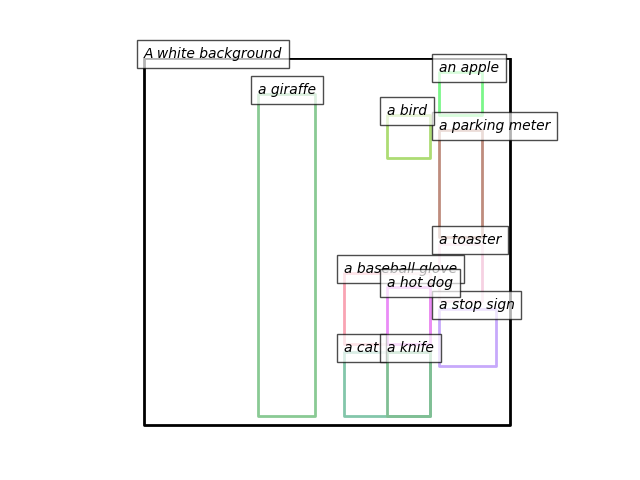 A white background
an apple
a giraffe
a bird
a parking meter
a toaster
a baseball glove
a hot dog
a stop sign
a cat
a knife